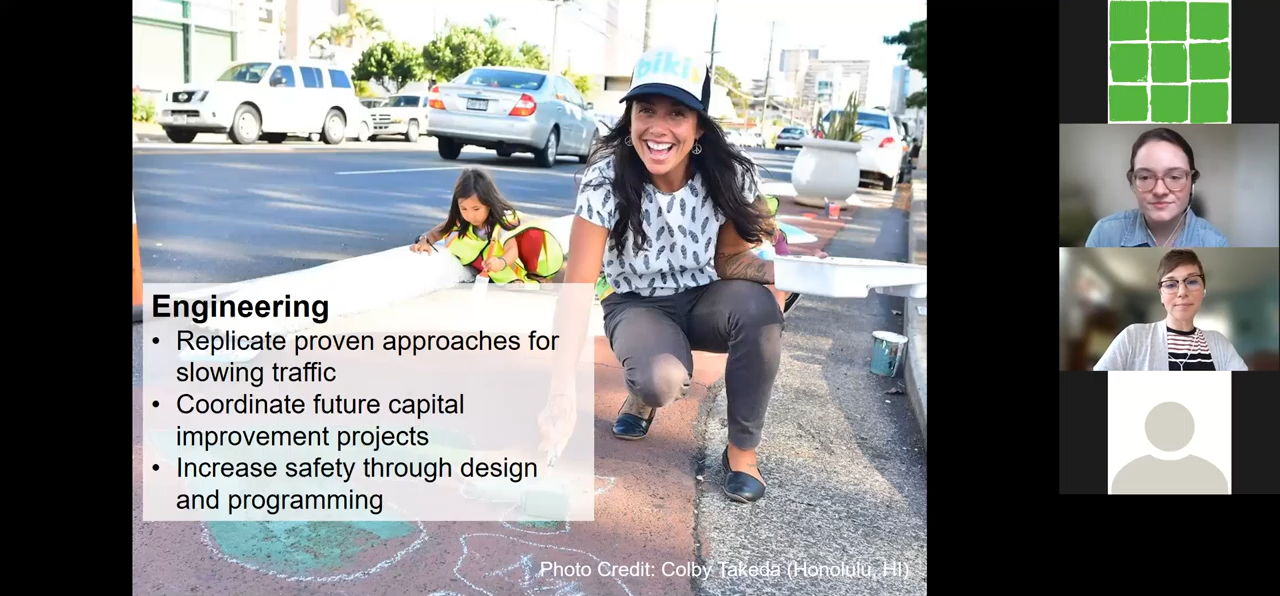 biki
Engineering
• Replicate proven approaches for
slowing traffic
• Coordinate future capital
improvement projects
• Increase safety through design
and programming
Photo Credit: Colby Takeda (Honolulu, HI)